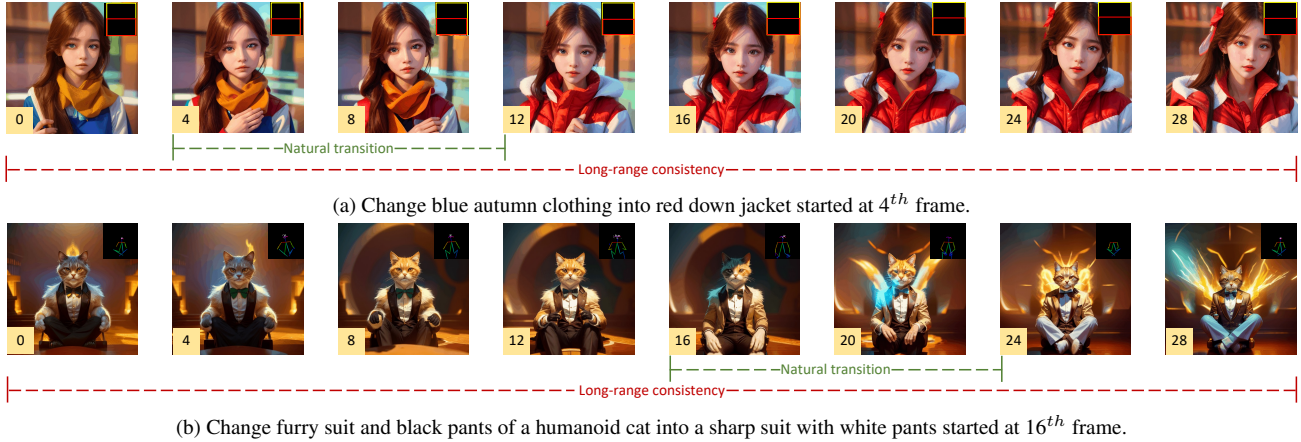 0 4 8 12 16 20 24 28
Natural transition
Long-range consistency
(a) Change blue autumn clothing into red down jacket started at 4th frame.
0 4 8 12 16 20 24 28
Natural transition
Long-range consistency
(b) Change furry suit and black pants of a humanoid cat into a sharp suit with white pants started at 16th frame.